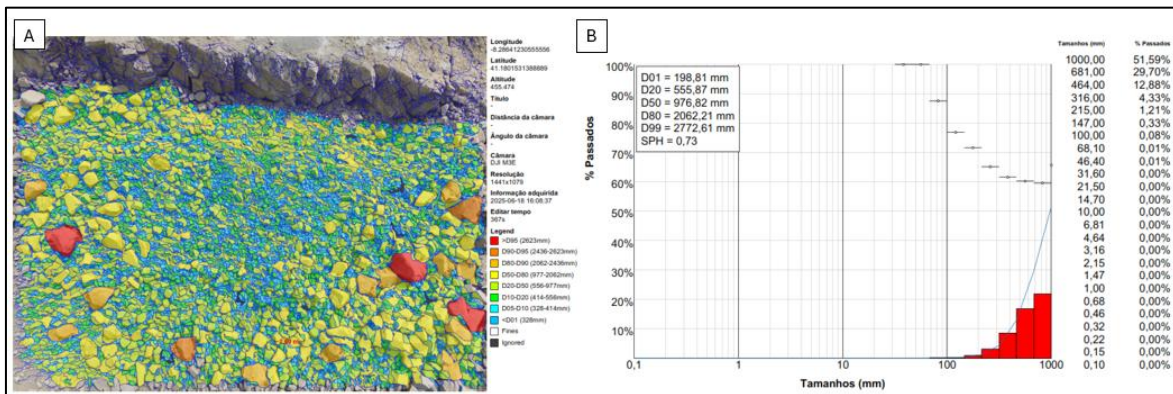 A
Longitude
-8.28641230555556
Latitude
41.1801531388889
Altitude
455.474
Título
-
Distância da câmara
-
Ângulo da câmara
-
Câmara
DJI M3E
Resolução
1441x1079
Informação adquirida
2025-06-18 16:08:37
Editar tempo
367s
Legend
>D95 (2623mm)
D90-D95 (2436-2623mm)
D80-D90 (2062-2436mm)
D50-D80 (977-2062mm)
D20-D50 (556-977mm)
D10-D20 (414-556mm)
D05-D10 (328-414mm)
<D01 (328mm)
Fines
Ignored
B
D01 = 198,81 mm
D20 = 555,87 mm
D50 = 976,82 mm
D80 = 2062,21 mm
D99 = 2772,61 mm
SPH = 0,73
% Passados
100%
90%
80%
70%
60%
50%
40%
30%
20%
10%
0,1
1
10
100
1000
Tamanhos (mm)
Tamanhos (mm) % Passados
1000,00 51,59%
681,00 29,70%
464,00 12,88%
316,00 4,33%
215,00 1,21%
147,00 0,33%
100,00 0,08%
68,10 0,01%
46,40 0,01%
31,60 0,00%
21,50 0,00%
14,70 0,00%
10,00 0,00%
6,81 0,00%
4,64 0,00%
3,16 0,00%
2,15 0,00%
1,47 0,00%
1,00 0,00%
0,68 0,00%
0,46 0,00%
0,32 0,00%
0,22 0,00%
0,15 0,00%
0,10 0,00%